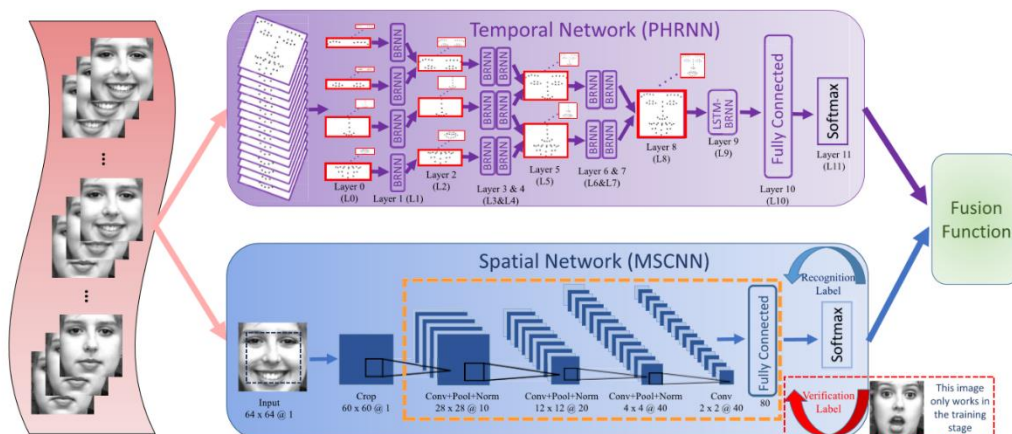 Temporal Network (PHRNN)
BRNN
BRNN
BRNN
BRNN
BRNN BRNN
BRNN BRNN
BRNN BRNN
BRNN BRNN
BRNN BRNN
LSTM-
BRNN
Fully Connected
Softmax
Layer 0
(L0)
Layer 1 (L1)
Layer 2
(L2)
Layer 3 & 4
(L3&L4)
Layer 5
(L5)
Layer 6 & 7
(L6&L7)
Layer 8
(L8)
Layer 9
(L9)
Layer 10
(L10)
Layer 11
(L11)
...
...
Fusion
Function
Spatial Network (MSCNN)
Recognition
Label
Fully Connected
Softmax
Input
64 x 64 @ 1
Crop
60 x 60 @ 1
Conv+Pool+Norm
28 x 28 @ 10
Conv+Pool+Norm
12 x 12 @ 20
Conv+Pool+Norm
4 x 4 @ 40
Conv
2 x 2 @ 40
80
Verification
Label
This image
only works in
the training
stage